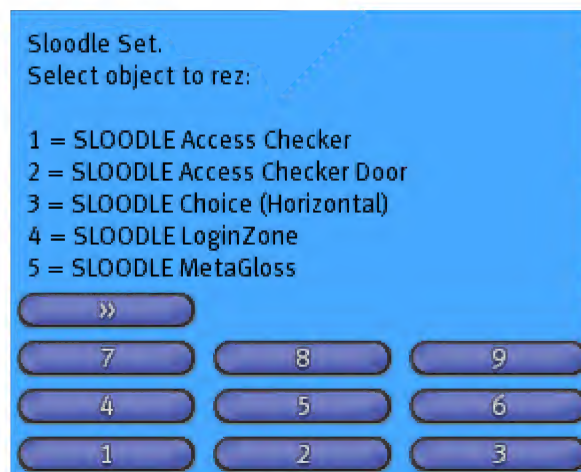 Sloodle Set.
Select object to rez:
1 = SLOODLE Access Checker
2 = SLOODLE Access Checker Door
3 = SLOODLE Choice (Horizontal)
4 = SLOODLE LoginZone
5 = SLOODLE MetaGloss
>>
7 8 9
4 5 6
1 2 3